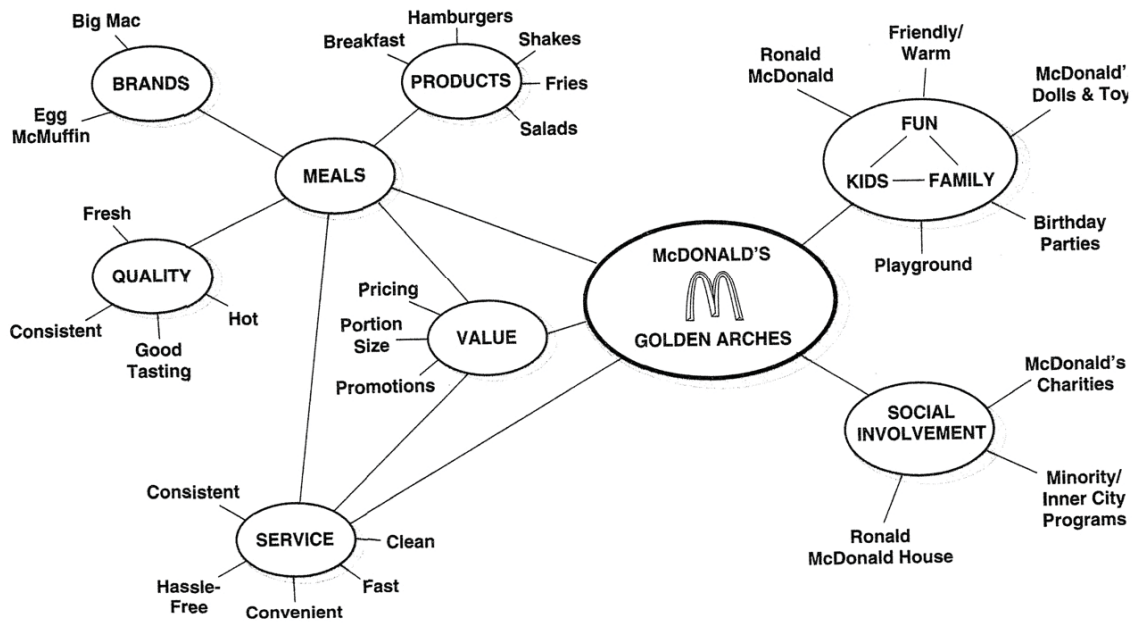 Big Mac
BRANDS
Egg
McMuffin
Hamburgers
Breakfast
Shakes
PRODUCTS
Fries
Salads
MEALS
Fresh
QUALITY
Consistent
Good
Tasting
Hot
Pricing
Portion
Size
VALUE
Promotions
Consistent
SERVICE
Clean
Hassle-
Free
Convenient
Fast
McDONALD'S
GOLDEN ARCHES
Ronald
McDonald
Friendly/
Warm
McDonald'
Dolls & Toy
FUN
KIDS
FAMILY
Birthday
Parties
Playground
SOCIAL
INVOLVEMENT
McDonald's
Charities
Minority/
Inner City
Programs
Ronald
McDonald House